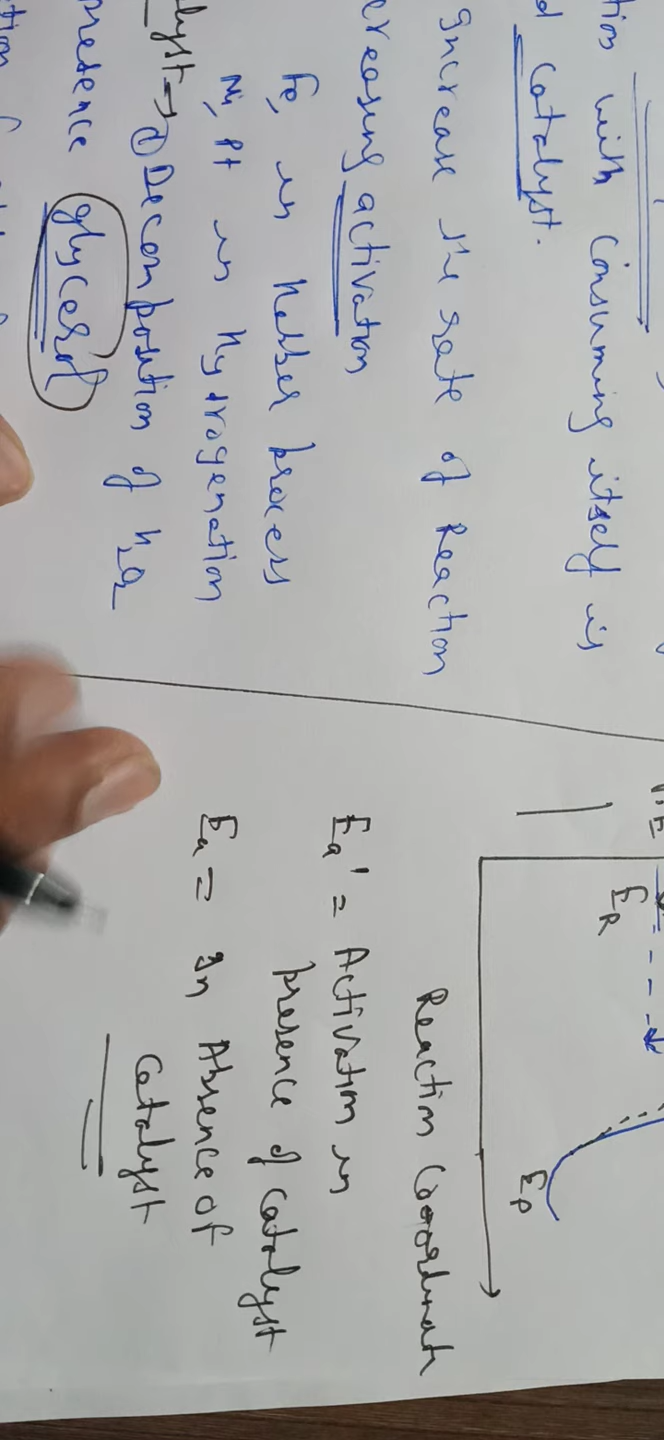 tion with Consuming itself is
d Catalyst.
Increase the rate of Reaction
creasing activation
Fe, in Haber process
Ni, Pt in Hydrogenation
lyst → ① Decomposition of H2O2
presence glycerol
ER
EP
Reaction Coordinate
Ea' = Activation in
presence of Catalyst
Ea = In Absence of
Catalyst